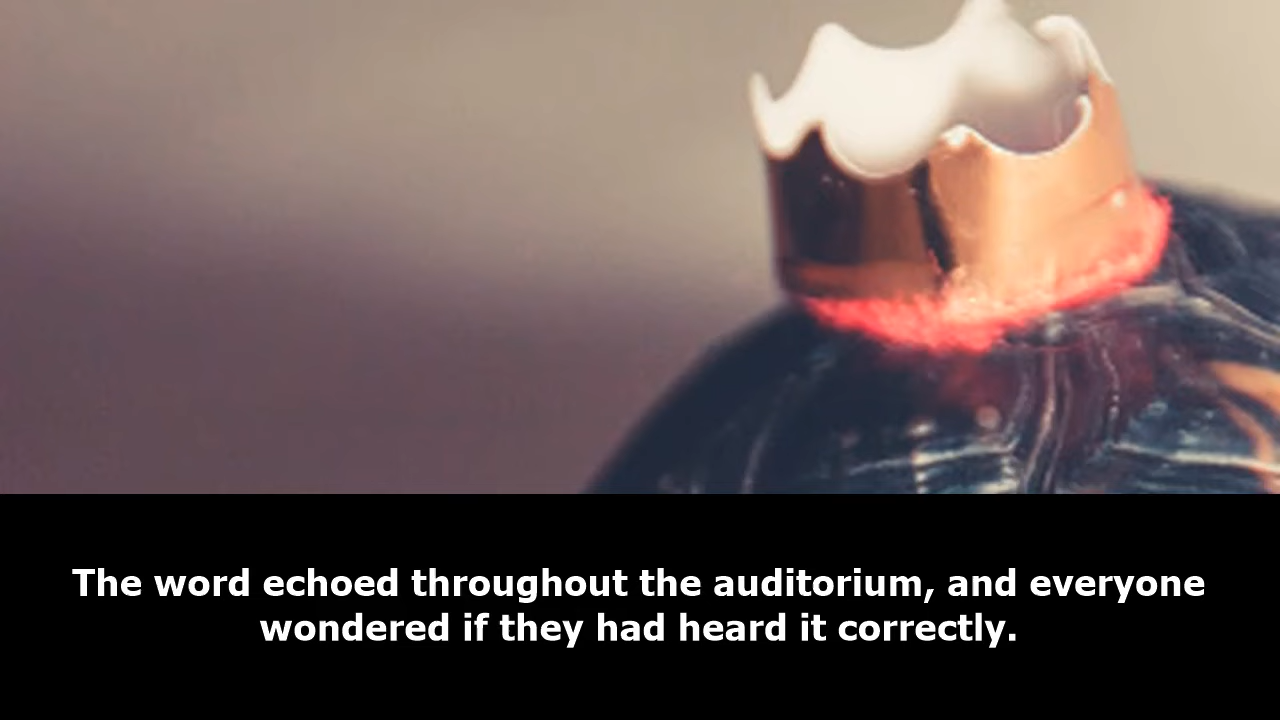 The word echoed throughout the auditorium, and everyone
wondered if they had heard it correctly.